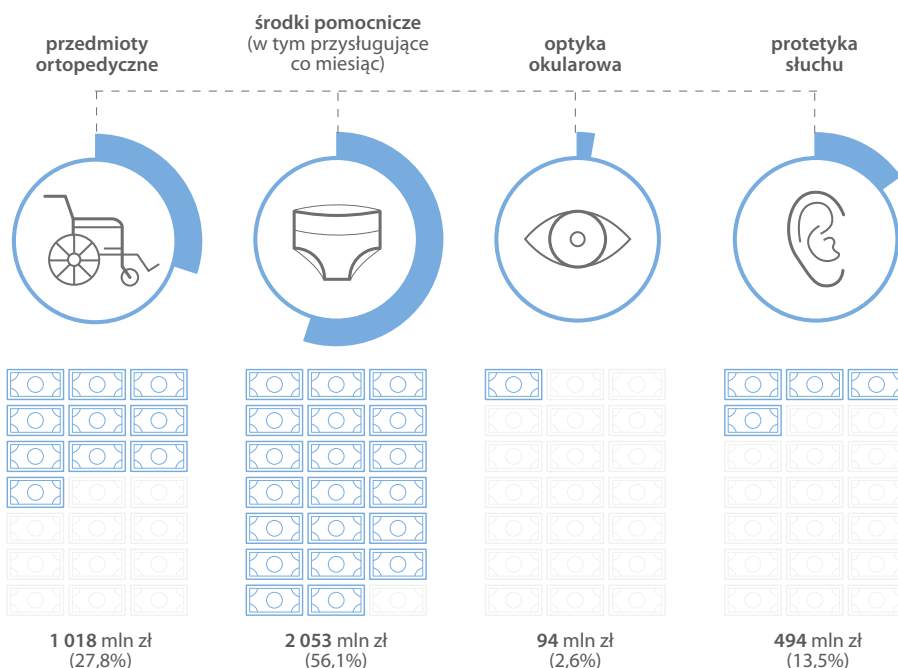 przedmioty
ortopedyczne
środki pomocnicze
(w tym przysługujące
co miesiąc)
optyka
okularowa
protetyka
słuchu
1 018 mln zł
(27,8%)
2 053 mln zł
(56,1%)
94 mln zł
(2,6%)
494 mln zł
(13,5%)